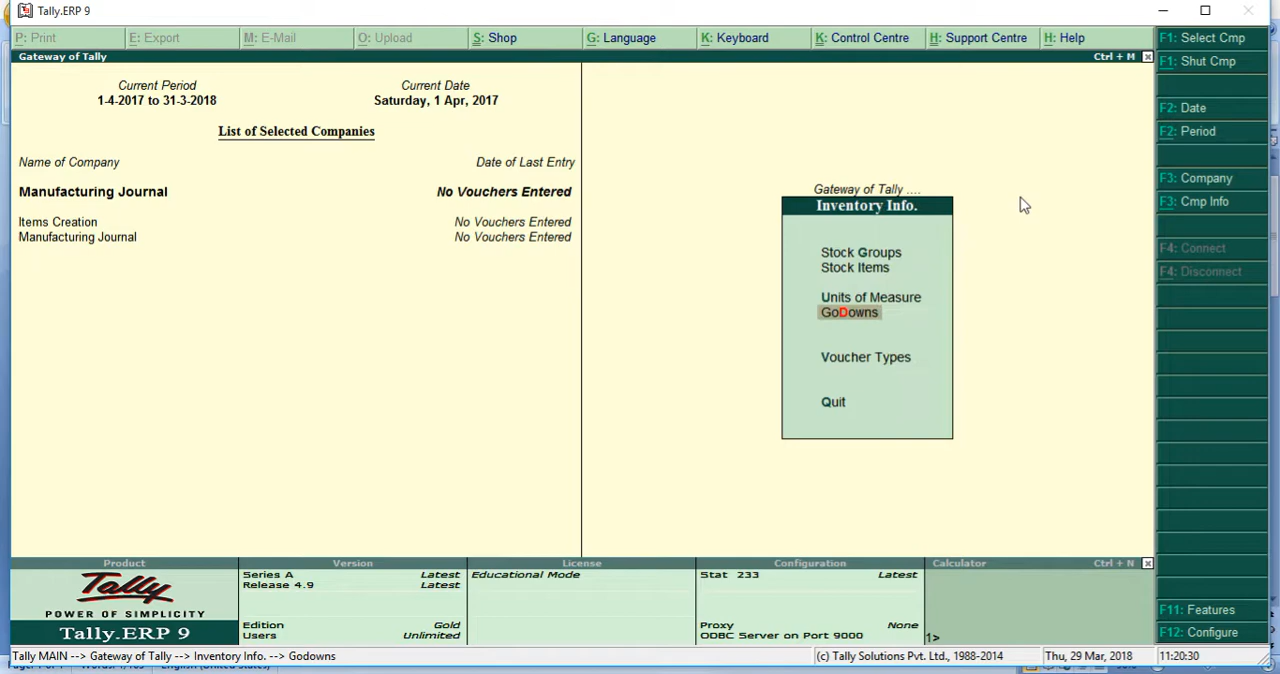 Tally.ERP 9
P: Print
E: Export
M: E-Mail
O: Upload
S: Shop
G: Language
K: Keyboard
K: Control Centre
H: Support Centre
H: Help
Gateway of Tally
Ctrl + M
Current Period
1-4-2017 to 31-3-2018
Current Date
Saturday, 1 Apr, 2017
List of Selected Companies
Name of Company
Date of Last Entry
Manufacturing Journal
No Vouchers Entered
Items Creation
No Vouchers Entered
Manufacturing Journal
No Vouchers Entered
Gateway of Tally ....
Inventory Info.
Stock Groups
Stock Items
Units of Measure
GoDowns
Voucher Types
Quit
F1: Select Cmp
F1: Shut Cmp
F2: Date
F2: Period
F3: Company
F3: Cmp Info
F4: Connect
F4: Disconnect
F11: Features
F12: Configure
Product
Tally
POWER OF SIMPLICITY
Tally.ERP 9
Version
Series A Latest
Release 4.9 Latest
Edition Gold
Users Unlimited
License
Educational Mode
Configuration
Stat 233 Latest
Proxy None
ODBC Server on Port 9000
Calculator
Ctrl + N
1>
Tally MAIN --> Gateway of Tally --> Inventory Info. --> Godowns
(c) Tally Solutions Pvt. Ltd., 1988-2014
Thu, 29 Mar, 2018
11:20:30